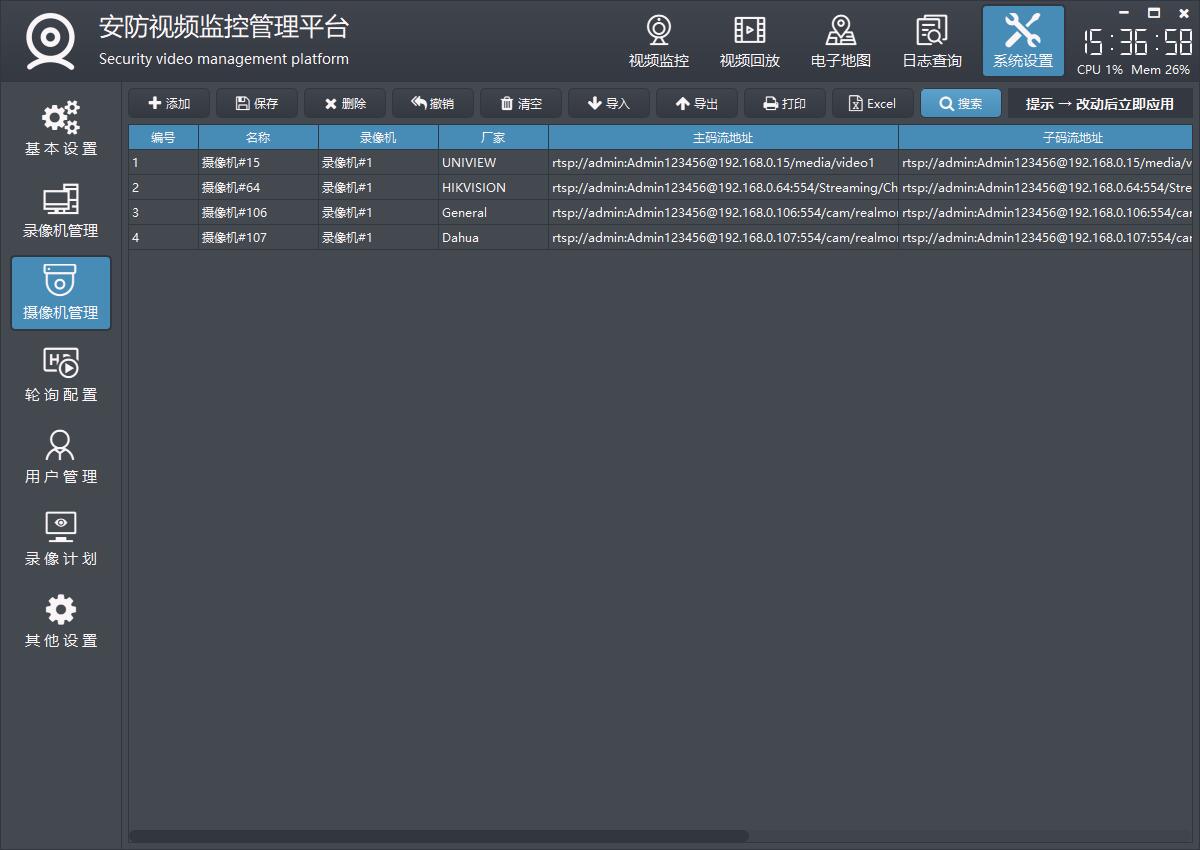 安防视频监控管理平台
Security video management platform
视频监控
视频回放
电子地图
日志查询
系统设置
15:36:58
CPU 1% Mem 26%
基本设置
录像机管理
摄像机管理
轮询配置
用户管理
录像计划
其他设置
添加 保存 删除 撤销 清空 导入 导出 打印 Excel 搜索 提示 → 改动后立即应用
编号 名称 录像机 厂家 主码流地址 子码流地址
1 摄像机#15 录像机#1 UNIVIEW rtsp://admin:Admin123456@192.168.0.15/media/video1 rtsp://admin:Admin123456@192.168.0.15/media/v
2 摄像机#64 录像机#1 HIKVISION rtsp://admin:Admin123456@192.168.0.64:554/Streaming/Ch rtsp://admin:Admin123456@192.168.0.64:554/Stre
3 摄像机#106 录像机#1 General rtsp://admin:Admin123456@192.168.0.106:554/cam/realmo rtsp://admin:Admin123456@192.168.0.106:554/ca
4 摄像机#107 录像机#1 Dahua rtsp://admin:Admin123456@192.168.0.107:554/cam/realmo rtsp://admin:Admin123456@192.168.0.107:554/ca